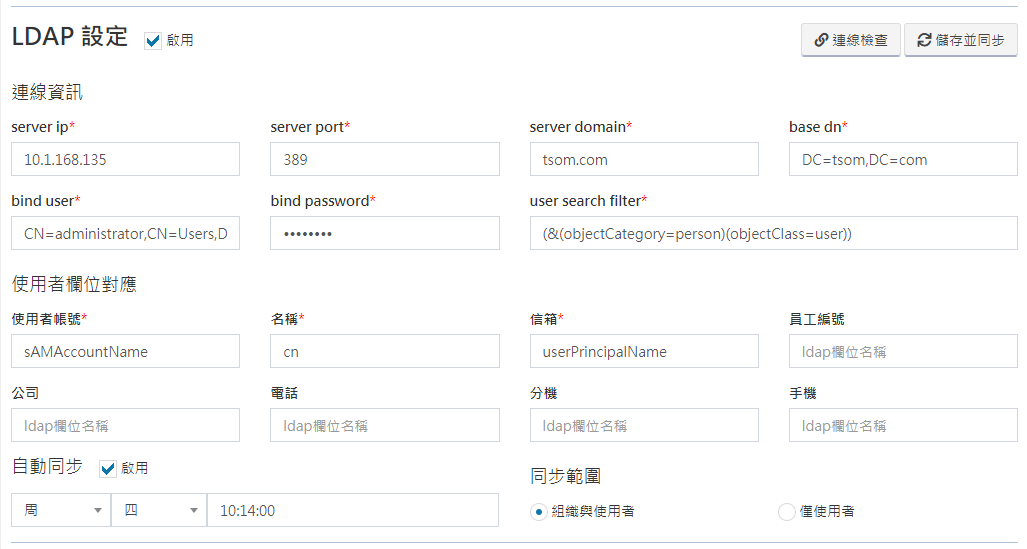 LDAP 設定 啟用 連線檢查 儲存並同步
連線資訊
server ip* server port* server domain* base dn*
10.1.168.135 389 tsom.com DC=tsom,DC=com
bind user* bind password* user search filter*
CN=administrator,CN=Users,D •••••••• (&(objectCategory=person)(objectClass=user))
使用者欄位對應
使用者帳號* 名稱* 信箱* 員工編號
sAMAccountName cn userPrincipalName ldap欄位名稱
公司 電話 分機 手機
ldap欄位名稱 ldap欄位名稱 ldap欄位名稱 ldap欄位名稱
自動同步 啟用 同步範圍
周 四 10:14:00 組織與使用者 僅使用者